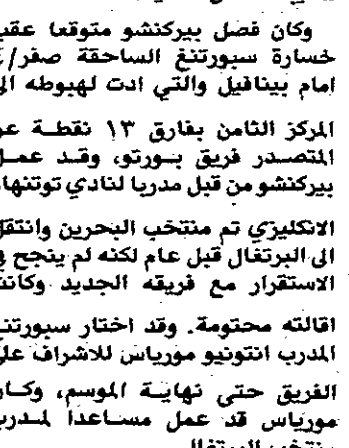 وكان فصل بيركنشو متوقعا عقب
خسارة سبورتنغ الساحقة صفر/
امام بينافيل والتي ادت لهبوطه الى
المركز الثامن بفارق ١٣ نقطة عن
المتصدر فريق بورتو، وقد عمل
بيركنشو من قبل مدربا لنادي توتنهام
الانكليزي ثم منتخب البحرين وانتقل
الى البرتغال قبل عام لكنه لم ينجح في
الاستقرار مع فريقه الجديد وكانت
اقالته محتومة. وقد اختار سبورتنغ
المدرب انتونيو مورياس للاشراف على
الفريق حتى نهاية الموسم، وكان
مورياس قد عمل مساعدا لمدرب
منتخب البرتغال